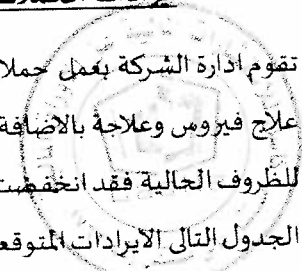 تقوم ادارة الشركة بعمل حملا
علاج فيروس وعلاجة بالاضافة
للظروف الحالية فقد انخفضت
الجدول التالى الايرادات المتوقع